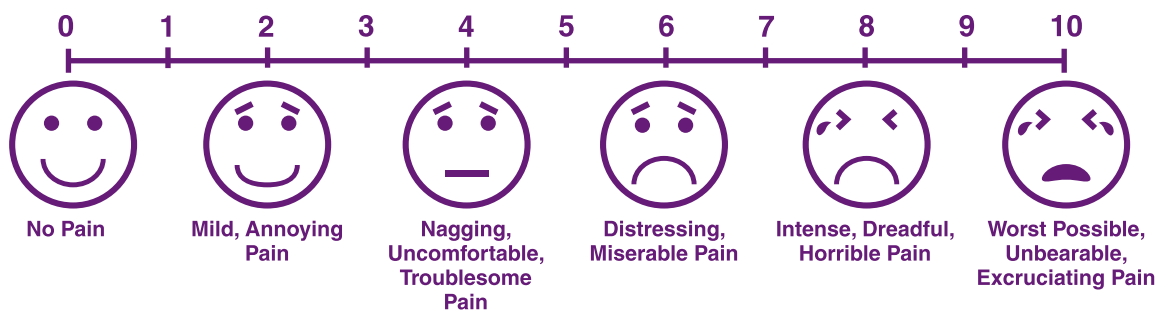 0 1 2 3 4 5 6 7 8 9 10
No Pain
Mild, Annoying
Pain
Nagging,
Uncomfortable,
Troublesome
Pain
Distressing,
Miserable Pain
Intense, Dreadful,
Horrible Pain
Worst Possible,
Unbearable,
Excruciating Pain